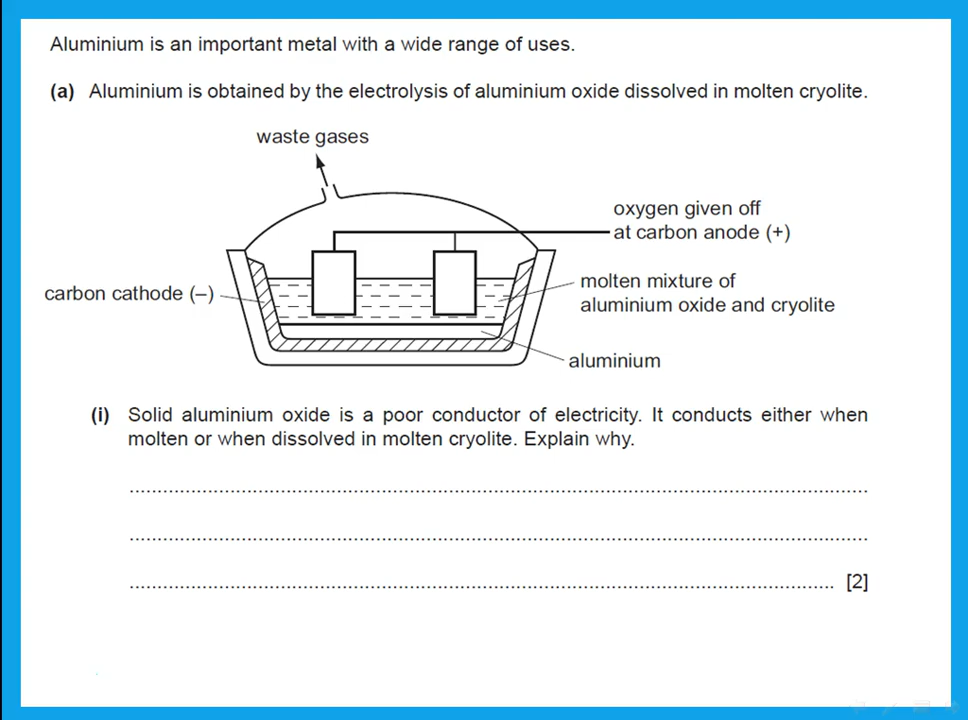 Aluminium is an important metal with a wide range of uses.
(a) Aluminium is obtained by the electrolysis of aluminium oxide dissolved in molten cryolite.
waste gases
oxygen given off
at carbon anode (+)
carbon cathode (–)
molten mixture of
aluminium oxide and cryolite
aluminium
(i) Solid aluminium oxide is a poor conductor of electricity. It conducts either when
molten or when dissolved in molten cryolite. Explain why.
[2]